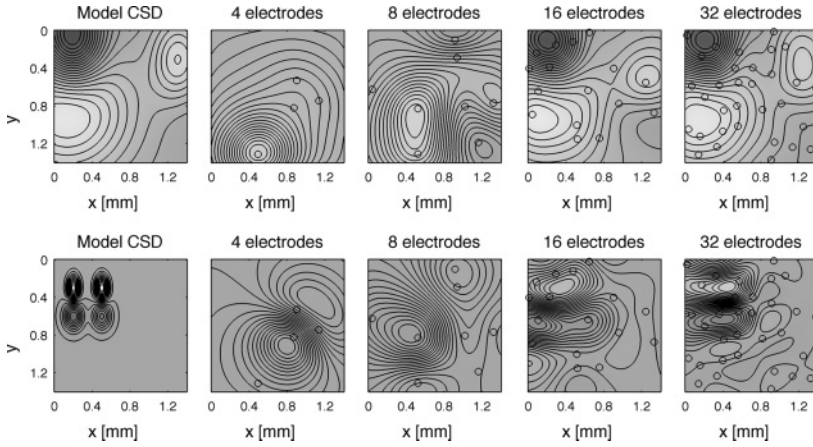 Model CSD 4 electrodes 8 electrodes 16 electrodes 32 electrodes
0
0.4
0.8
1.2
y
0 0.4 0.8 1.2 0 0.4 0.8 1.2 0 0.4 0.8 1.2 0 0.4 0.8 1.2 0 0.4 0.8 1.2
x [mm] x [mm] x [mm] x [mm] x [mm]
Model CSD 4 electrodes 8 electrodes 16 electrodes 32 electrodes
0
0.4
0.8
1.2
y
0 0.4 0.8 1.2 0 0.4 0.8 1.2 0 0.4 0.8 1.2 0 0.4 0.8 1.2 0 0.4 0.8 1.2
x [mm] x [mm] x [mm] x [mm] x [mm]